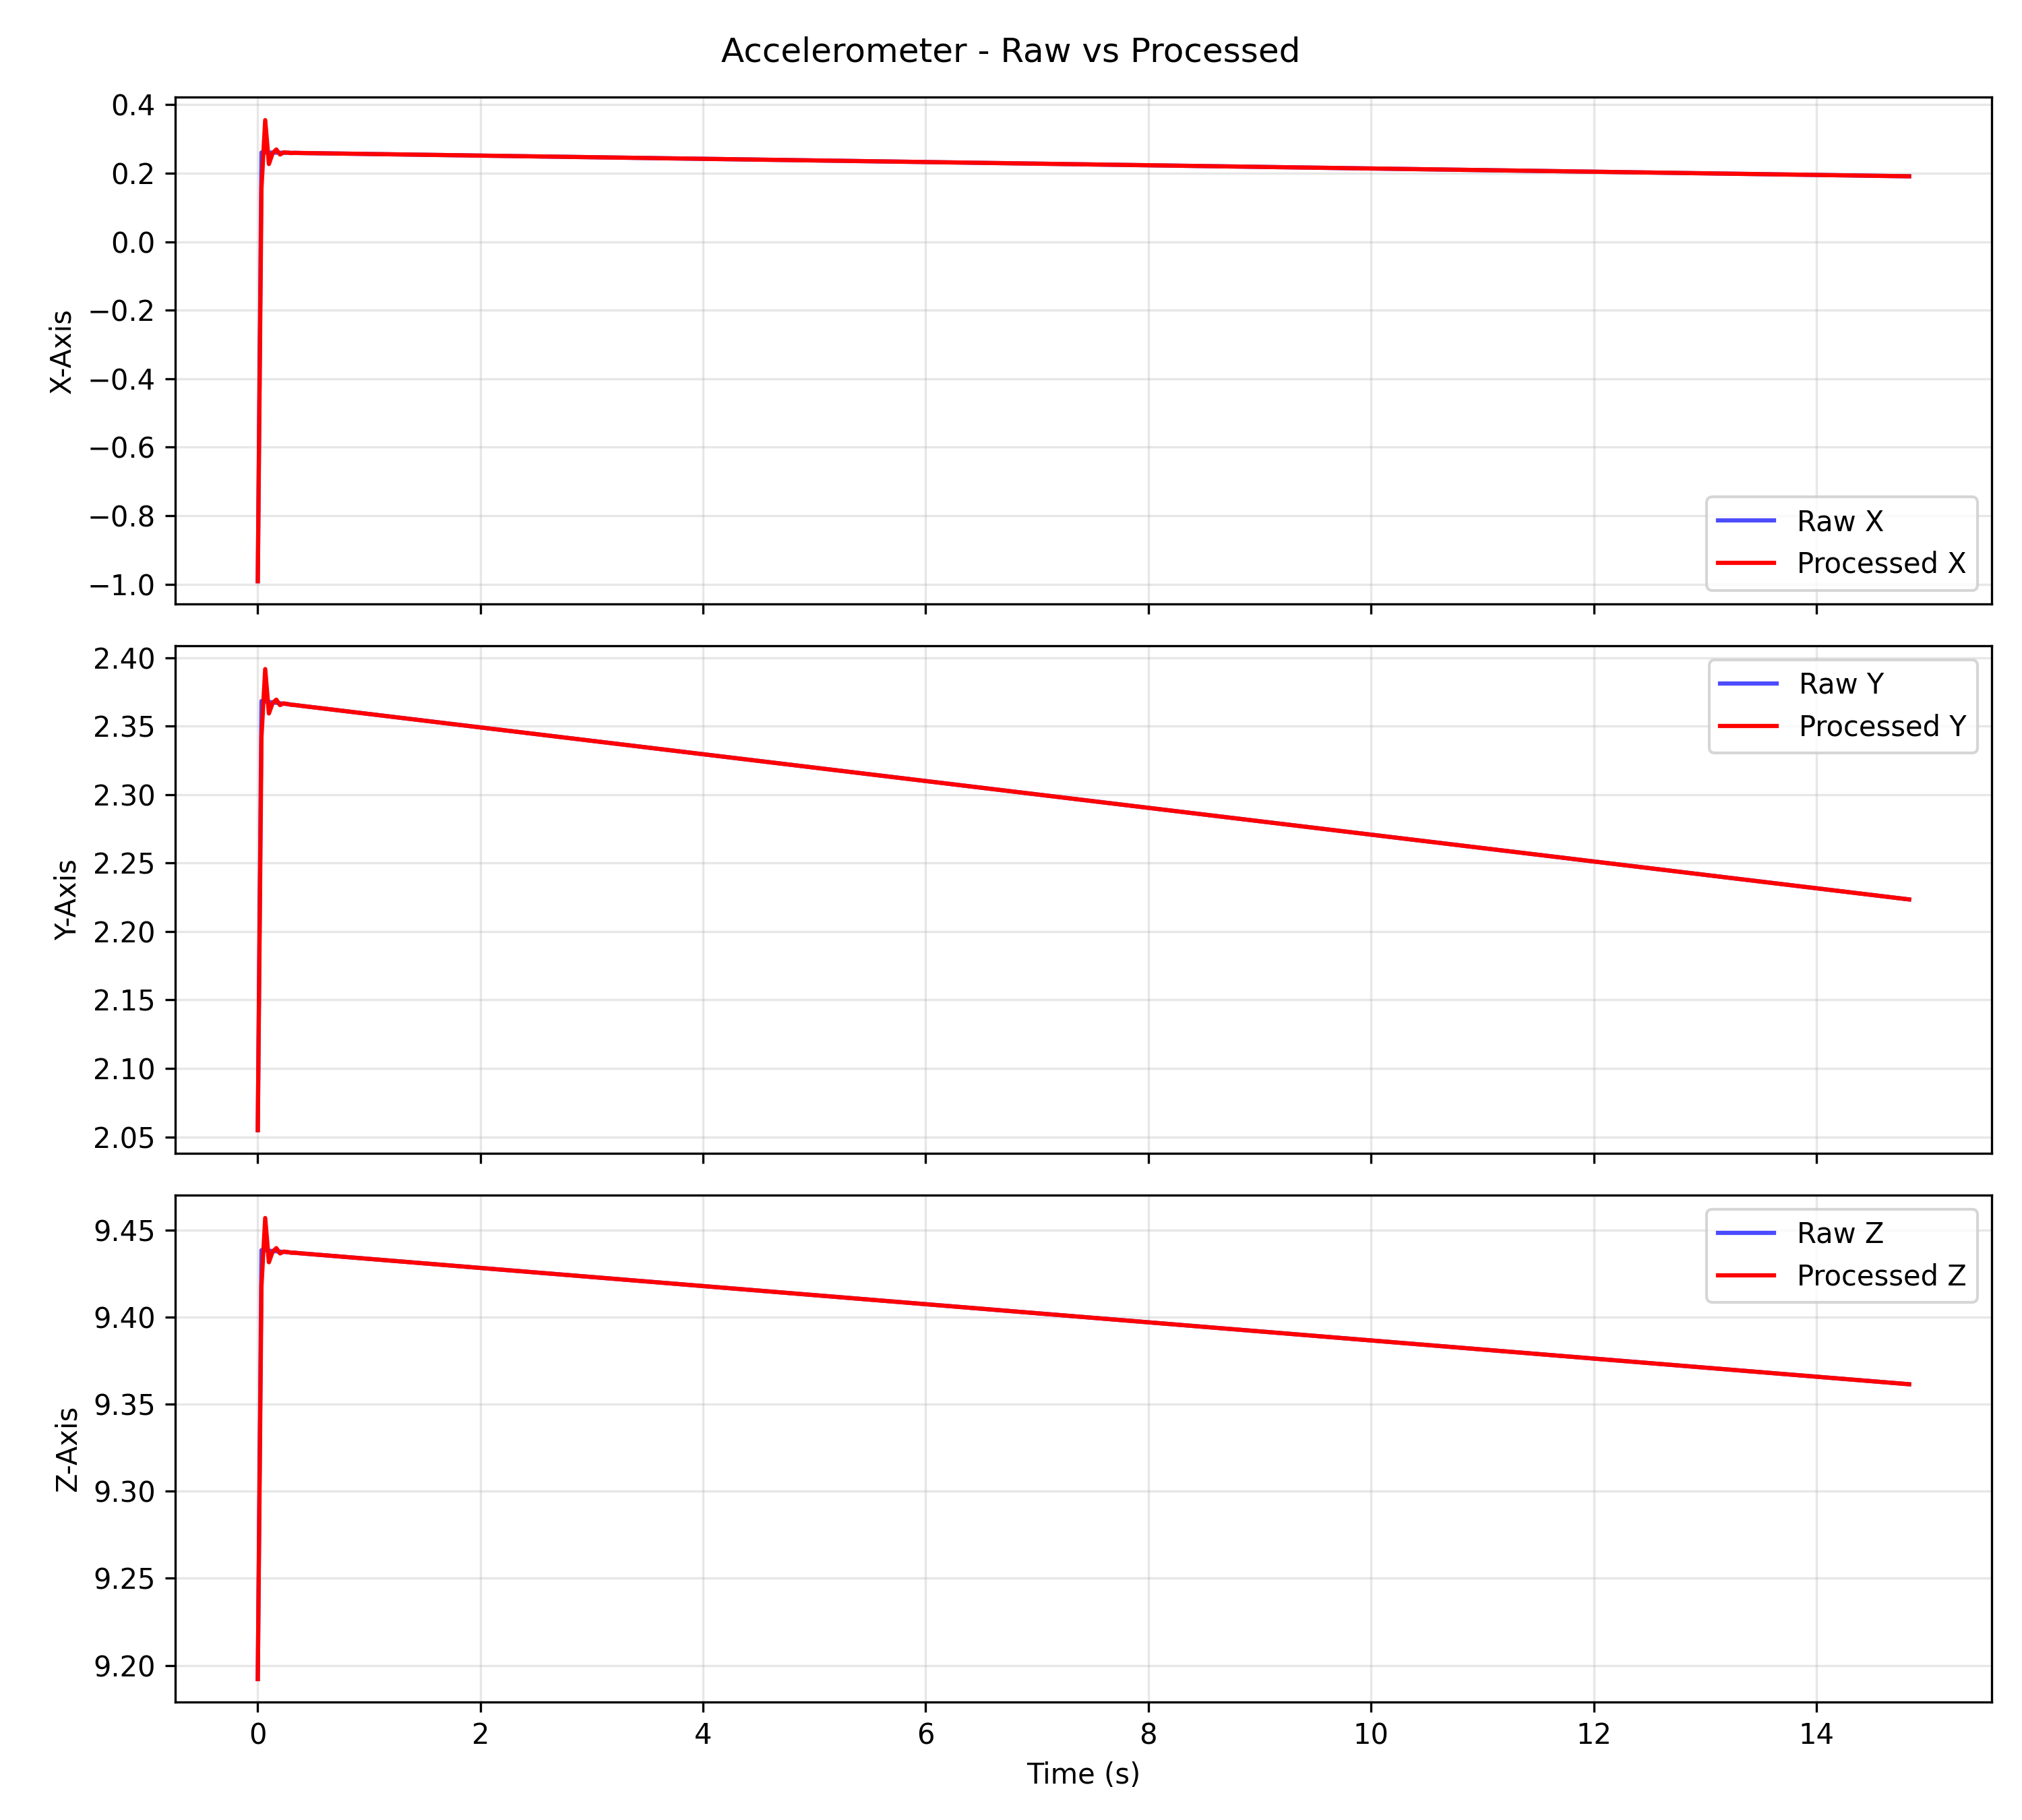 Accelerometer - Raw vs Processed
X-Axis
0.4
0.2
0.0
−0.2
−0.4
−0.6
−0.8
−1.0
Raw X
Processed X
Y-Axis
2.40
2.35
2.30
2.25
2.20
2.15
2.10
2.05
Raw Y
Processed Y
Z-Axis
9.45
9.40
9.35
9.30
9.25
9.20
Raw Z
Processed Z
0 2 4 6 8 10 12 14
Time (s)